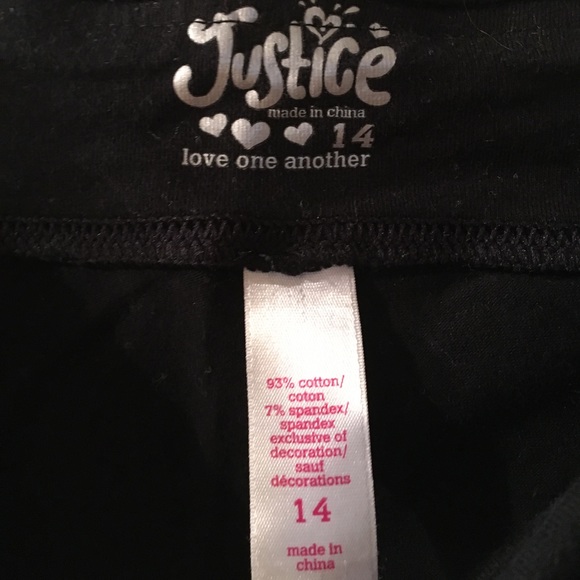 Justice
made in china
14
love one another
93% cotton/
coton
7% spandex/
spandex
exclusive of
decoration/
sauf
décorations
14
made in
china